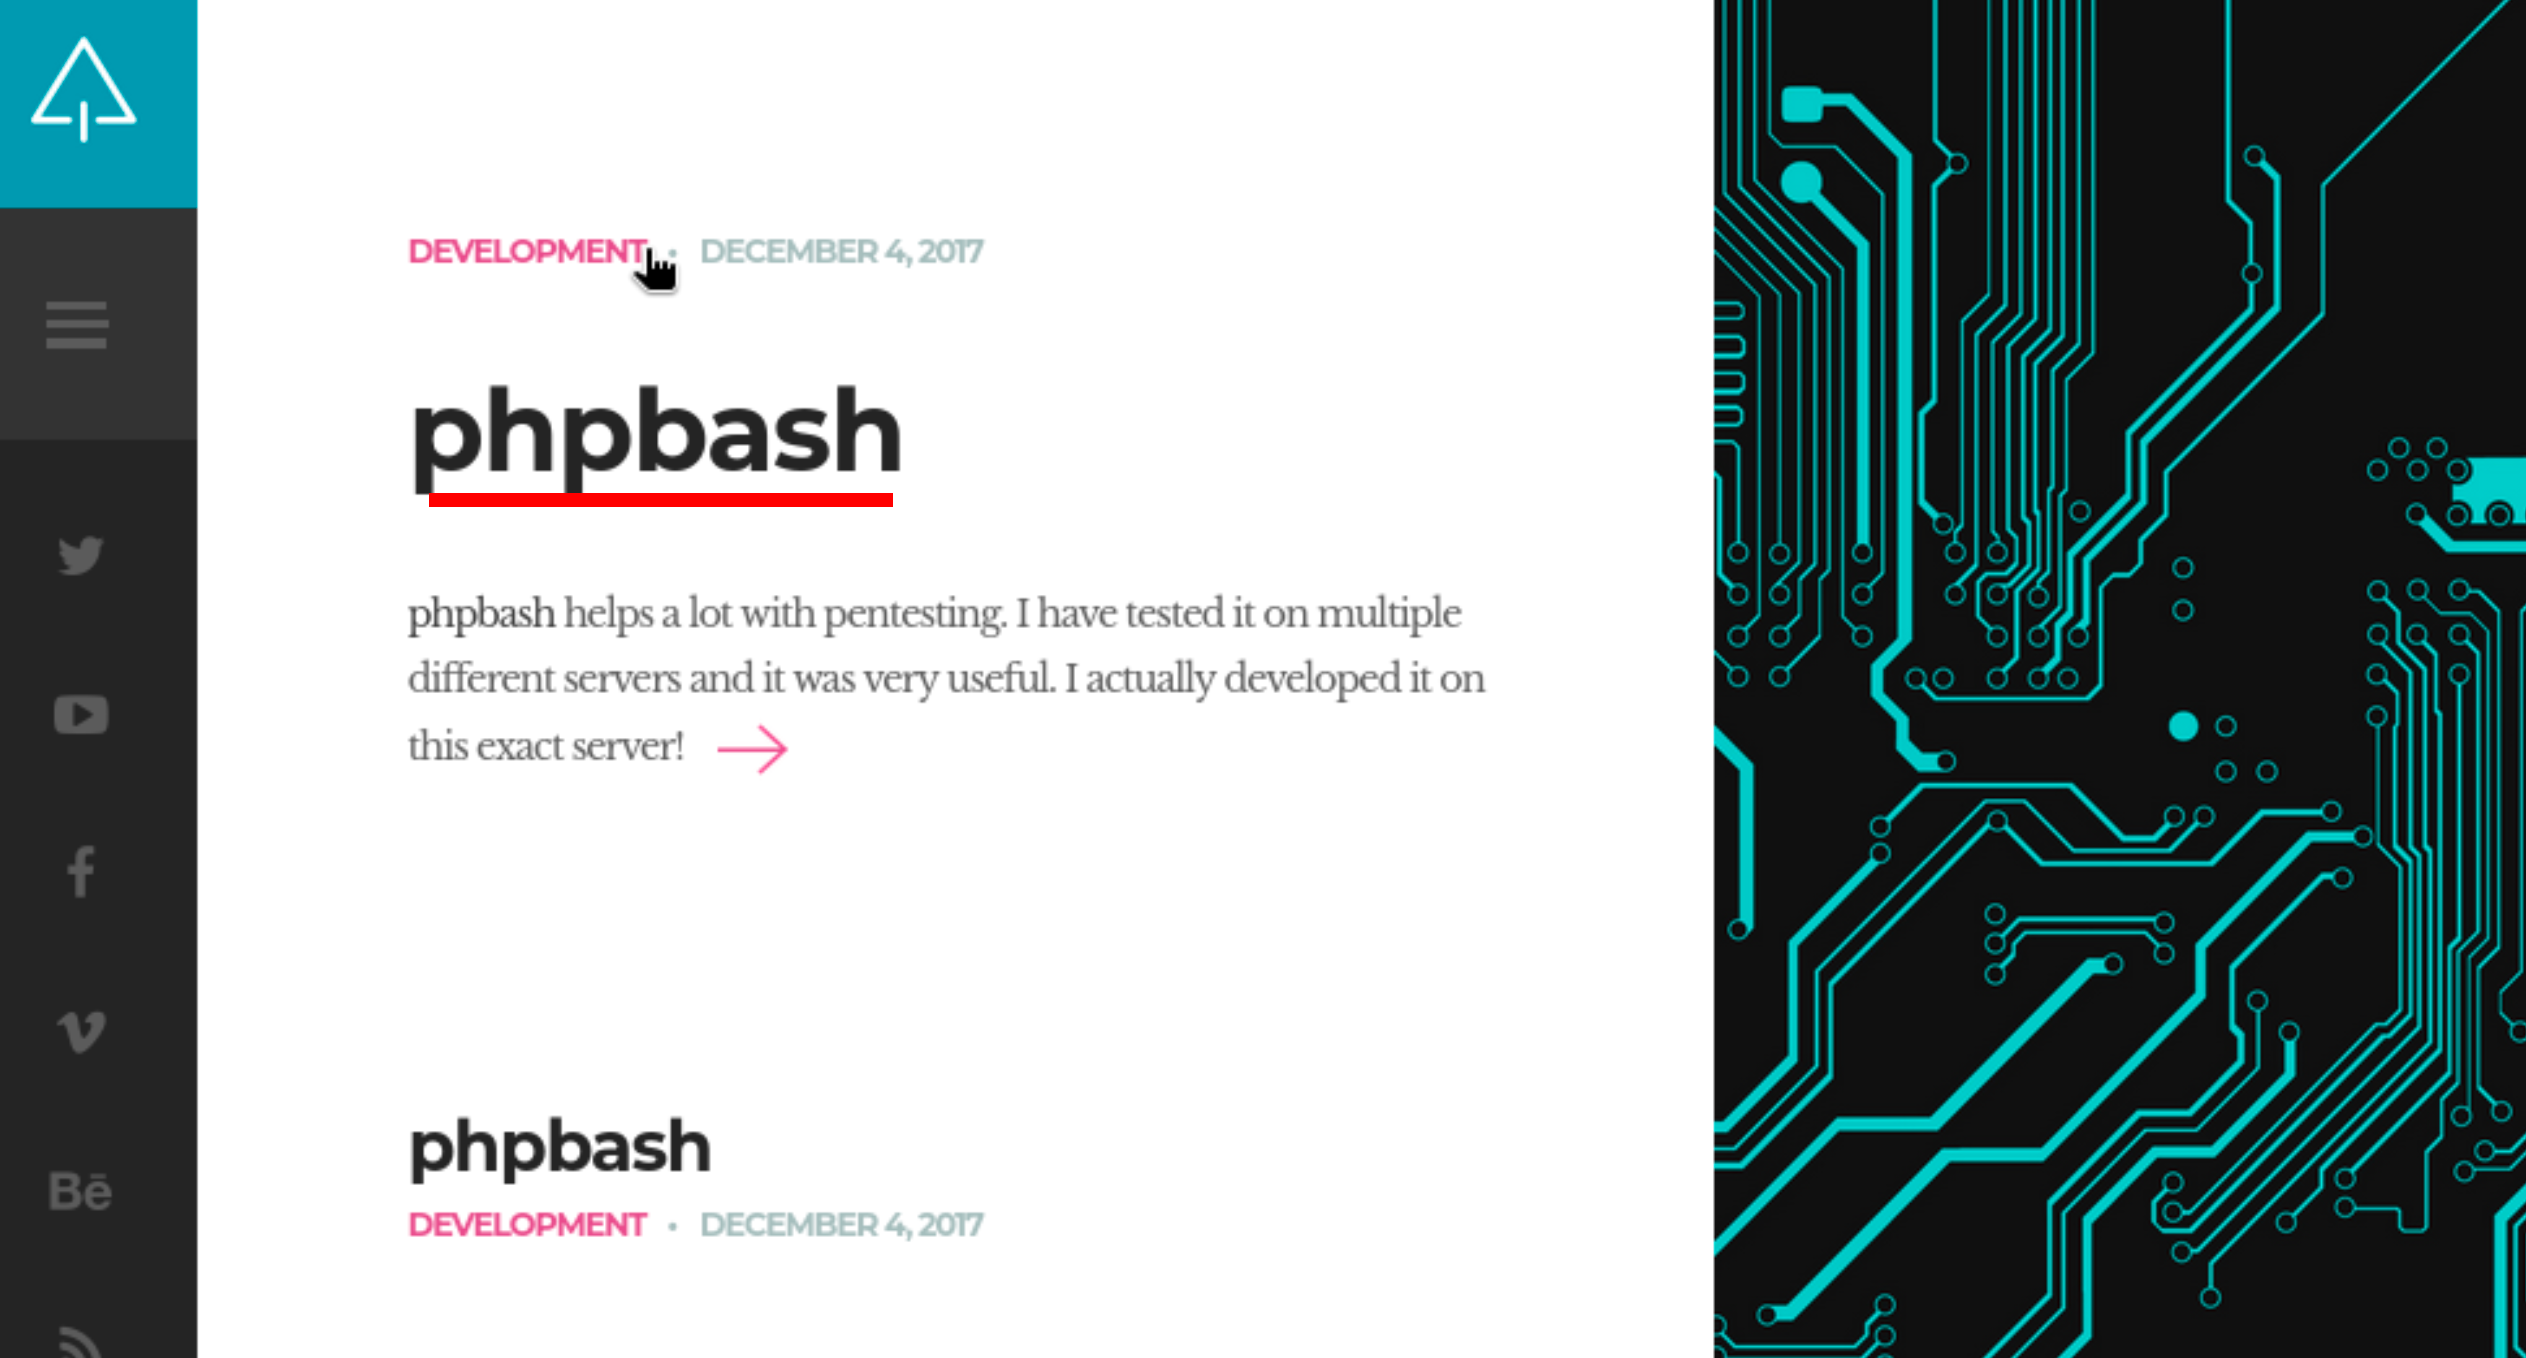 DEVELOPMENT • DECEMBER 4, 2017
phpbash
phpbash helps a lot with pentesting. I have tested it on multiple
different servers and it was very useful. I actually developed it on
this exact server!
phpbash
DEVELOPMENT • DECEMBER 4, 2017
Bē